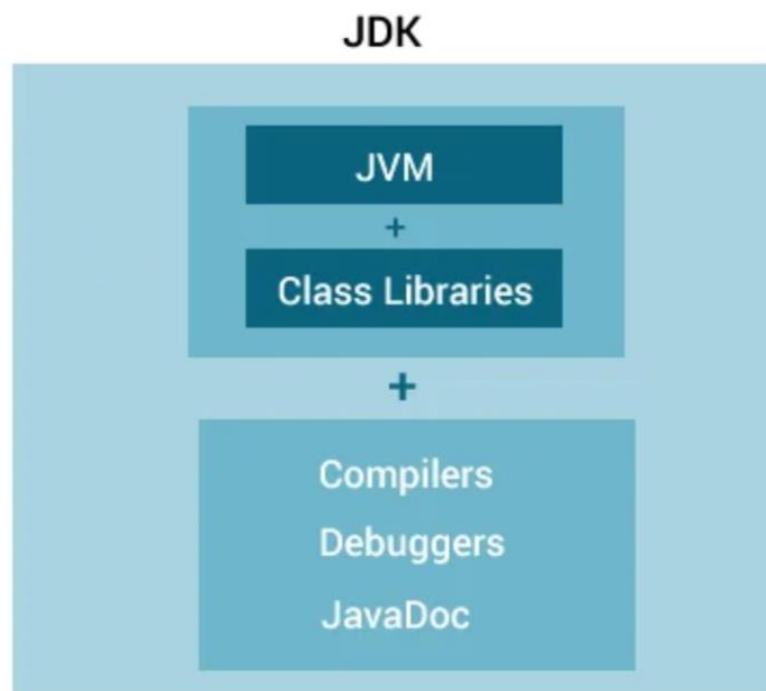 JDK
JVM
+
Class Libraries
+
Compilers
Debuggers
JavaDoc